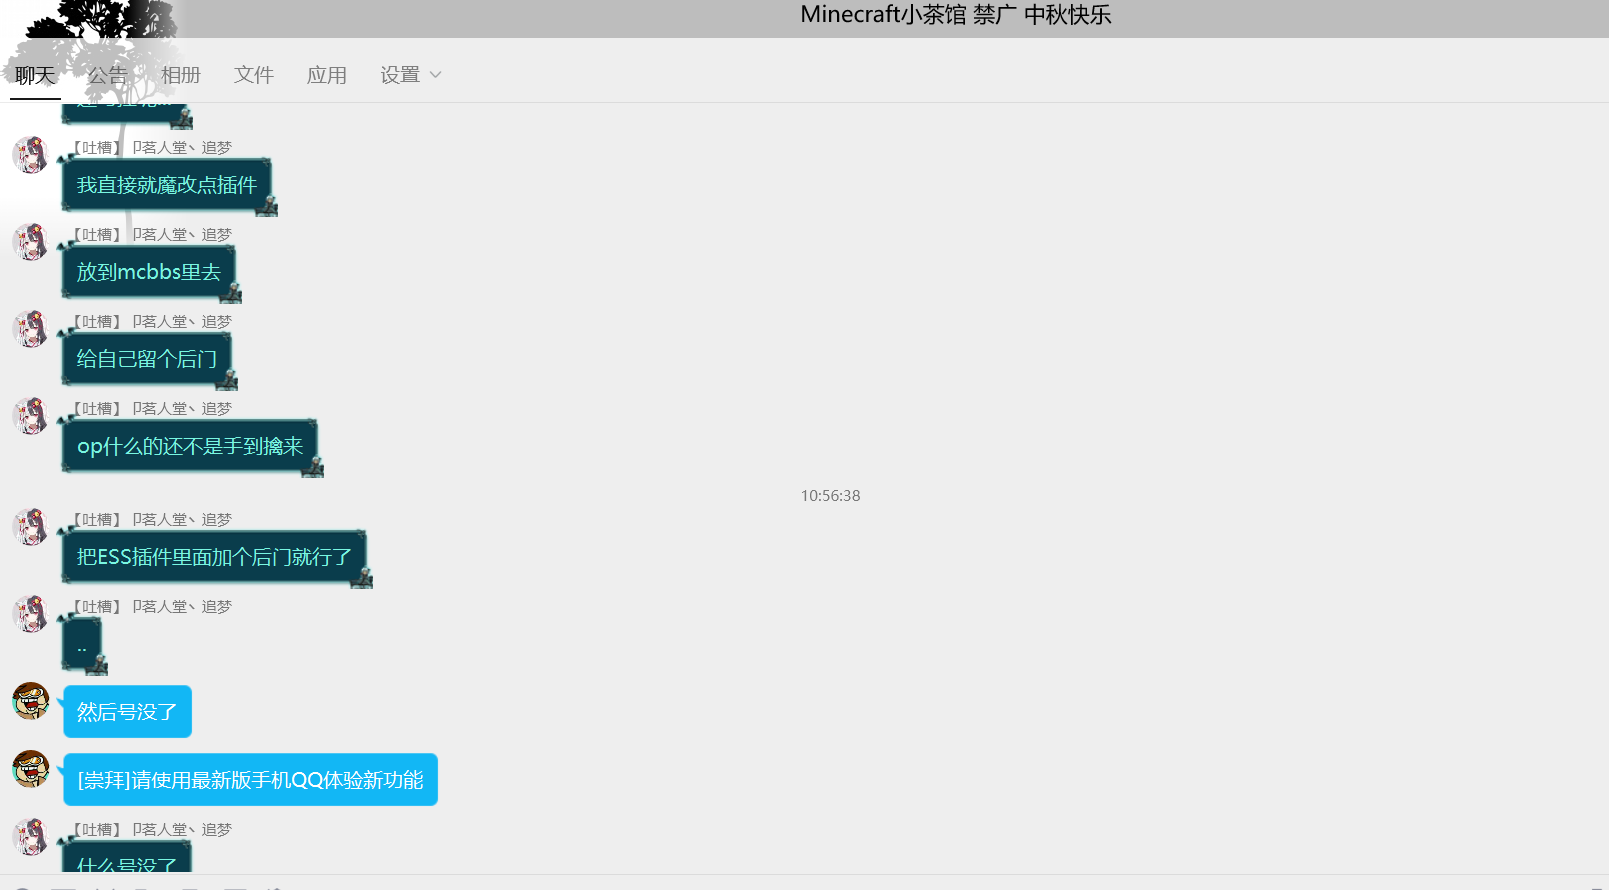 Minecraft小茶馆 禁广 中秋快乐
聊天 公告 相册 文件 应用 设置
【吐槽】卩茗人堂丶追梦
我直接就魔改点插件
【吐槽】卩茗人堂丶追梦
放到mcbbs里去
【吐槽】卩茗人堂丶追梦
给自己留个后门
【吐槽】卩茗人堂丶追梦
op什么的还不是手到擒来
10:56:38
【吐槽】卩茗人堂丶追梦
把ESS插件里面加个后门就行了
【吐槽】卩茗人堂丶追梦
..
然后号没了
[崇拜]请使用最新版手机QQ体验新功能
【吐槽】卩茗人堂丶追梦
什么号没了